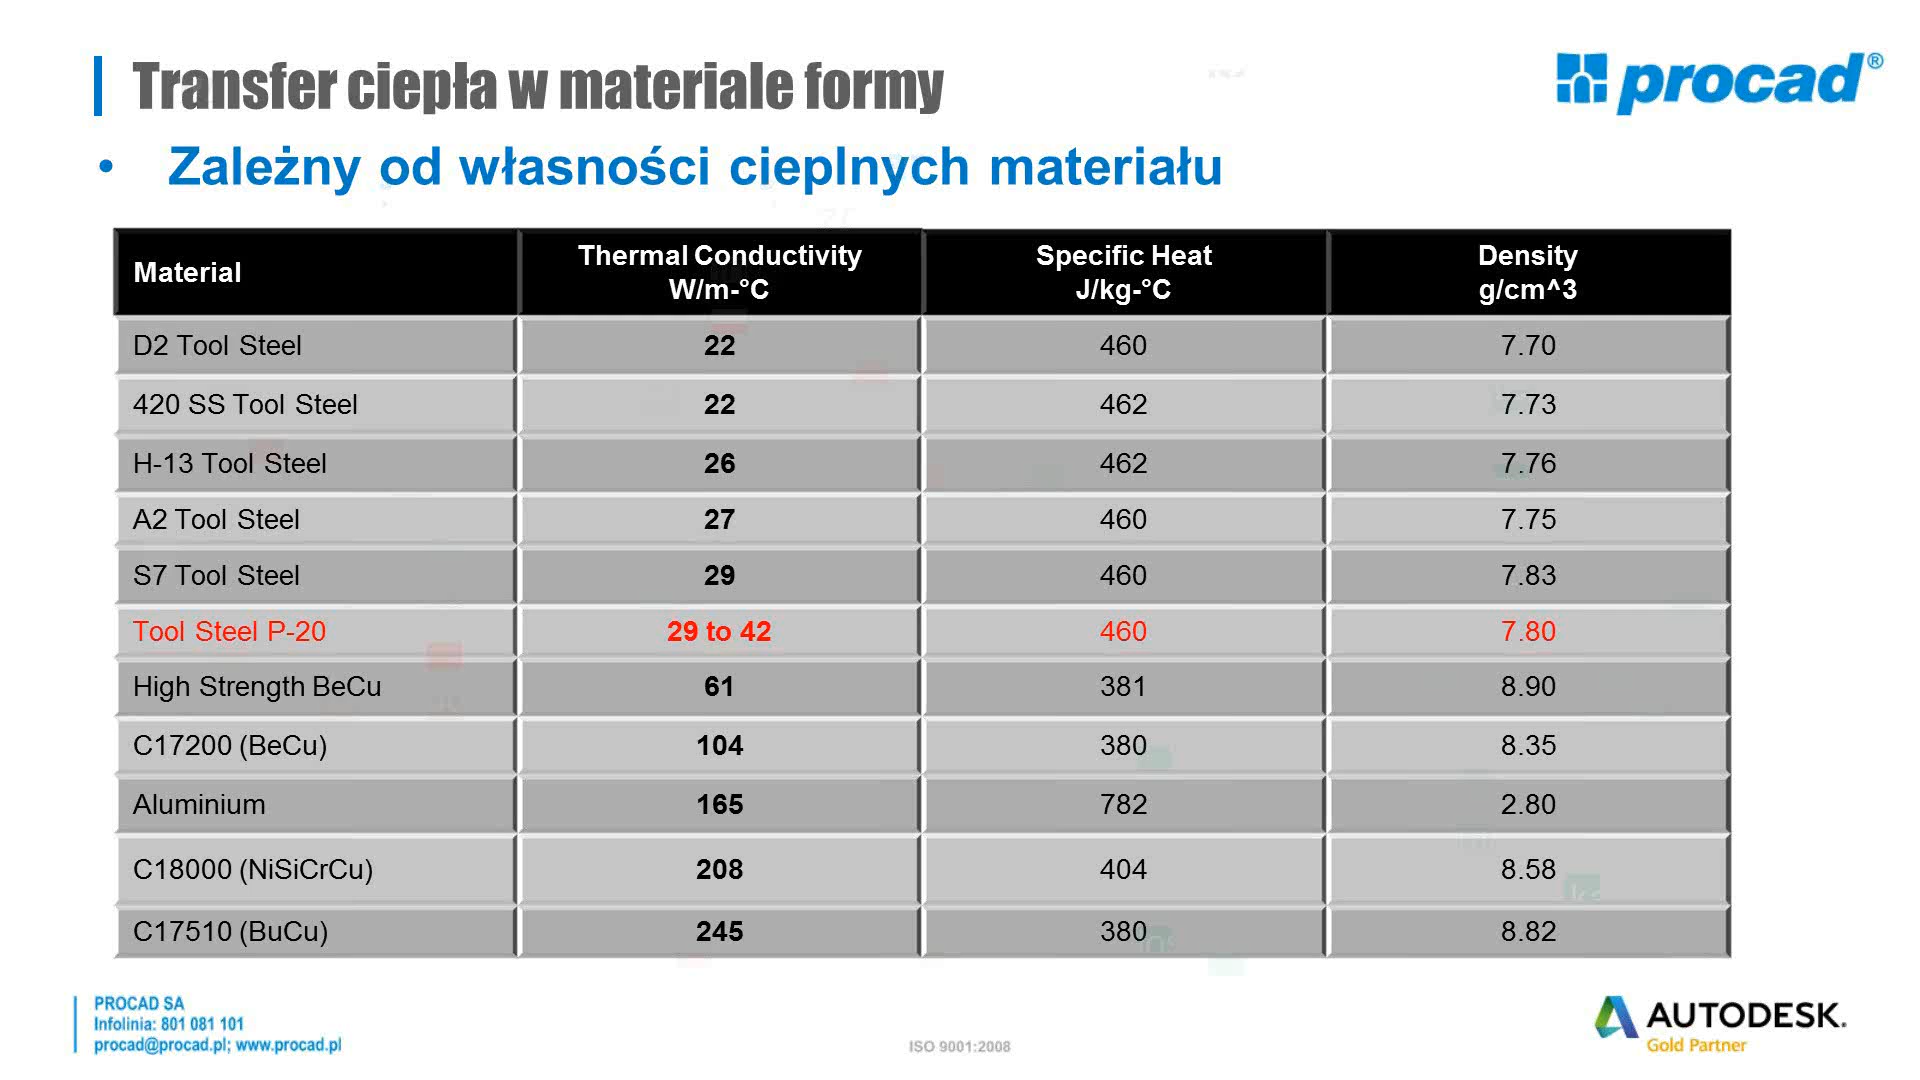 Transfer ciepła w materiale formy
procad®
• Zależny od własności cieplnych materiału
Material Thermal Conductivity W/m-°C Specific Heat J/kg-°C Density g/cm^3
D2 Tool Steel 22 460 7.70
420 SS Tool Steel 22 462 7.73
H-13 Tool Steel 26 462 7.76
A2 Tool Steel 27 460 7.75
S7 Tool Steel 29 460 7.83
Tool Steel P-20 29 to 42 460 7.80
High Strength BeCu 61 381 8.90
C17200 (BeCu) 104 380 8.35
Aluminium 165 782 2.80
C18000 (NiSiCrCu) 208 404 8.58
C17510 (BuCu) 245 380 8.82
PROCAD SA
Infolinia: 801 081 101
procad@procad.pl; www.procad.pl
ISO 9001:2008
AUTODESK.
Gold Partner